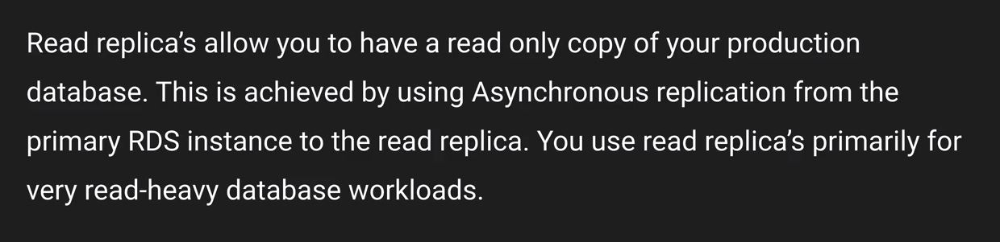 Read replica’s allow you to have a read only copy of your production
database. This is achieved by using Asynchronous replication from the
primary RDS instance to the read replica. You use read replica’s primarily for
very read-heavy database workloads.